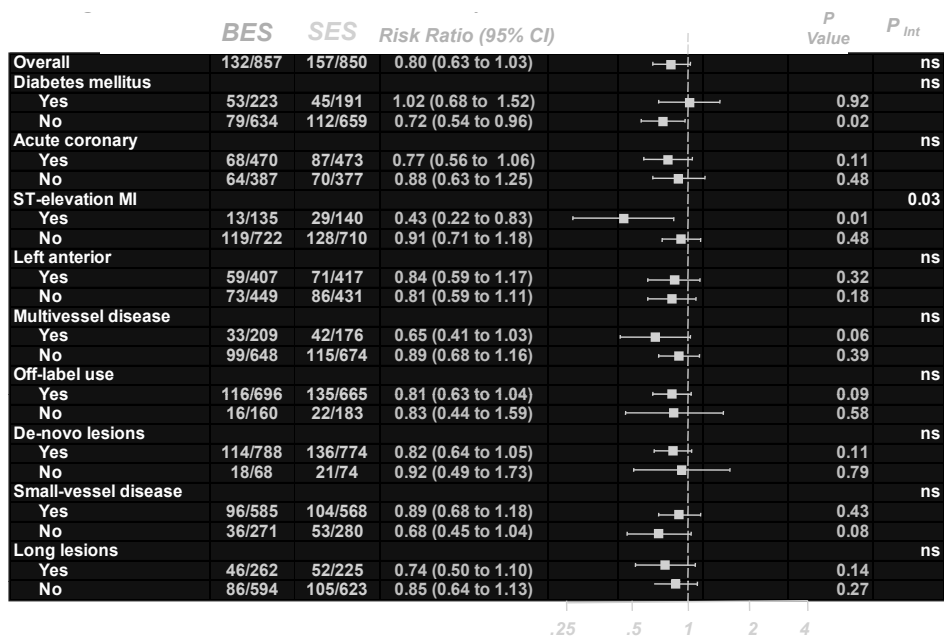 BES SES Risk Ratio (95% CI) 1 P Value P Int
Overall 132/857 157/850 0.80 (0.63 to 1.03) ns
Diabetes mellitus ns
Yes 53/223 45/191 1.02 (0.68 to 1.52) 0.92
No 79/634 112/659 0.72 (0.54 to 0.96) 0.02
Acute coronary ns
Yes 68/470 87/473 0.77 (0.56 to 1.06) 0.11
No 64/387 70/377 0.88 (0.63 to 1.25) 0.48
ST-elevation MI 0.03
Yes 13/135 29/140 0.43 (0.22 to 0.83) 0.01
No 119/722 128/710 0.91 (0.71 to 1.18) 0.48
Left anterior ns
Yes 59/407 71/417 0.84 (0.59 to 1.17) 0.32
No 73/449 86/431 0.81 (0.59 to 1.11) 0.18
Multivessel disease ns
Yes 33/209 42/176 0.65 (0.41 to 1.03) 0.06
No 99/648 115/674 0.89 (0.68 to 1.16) 0.39
Off-label use ns
Yes 116/696 135/665 0.81 (0.63 to 1.04) 0.09
No 16/160 22/183 0.83 (0.44 to 1.59) 0.58
De-novo lesions ns
Yes 114/788 136/774 0.82 (0.64 to 1.05) 0.11
No 18/68 21/74 0.92 (0.49 to 1.73) 0.79
Small-vessel disease ns
Yes 96/585 104/568 0.89 (0.68 to 1.18) 0.43
No 36/271 53/280 0.68 (0.45 to 1.04) 0.08
Long lesions ns
Yes 46/262 52/225 0.74 (0.50 to 1.10) 0.14
No 86/594 105/623 0.85 (0.64 to 1.13) 0.27
.25 .5 1 2 4